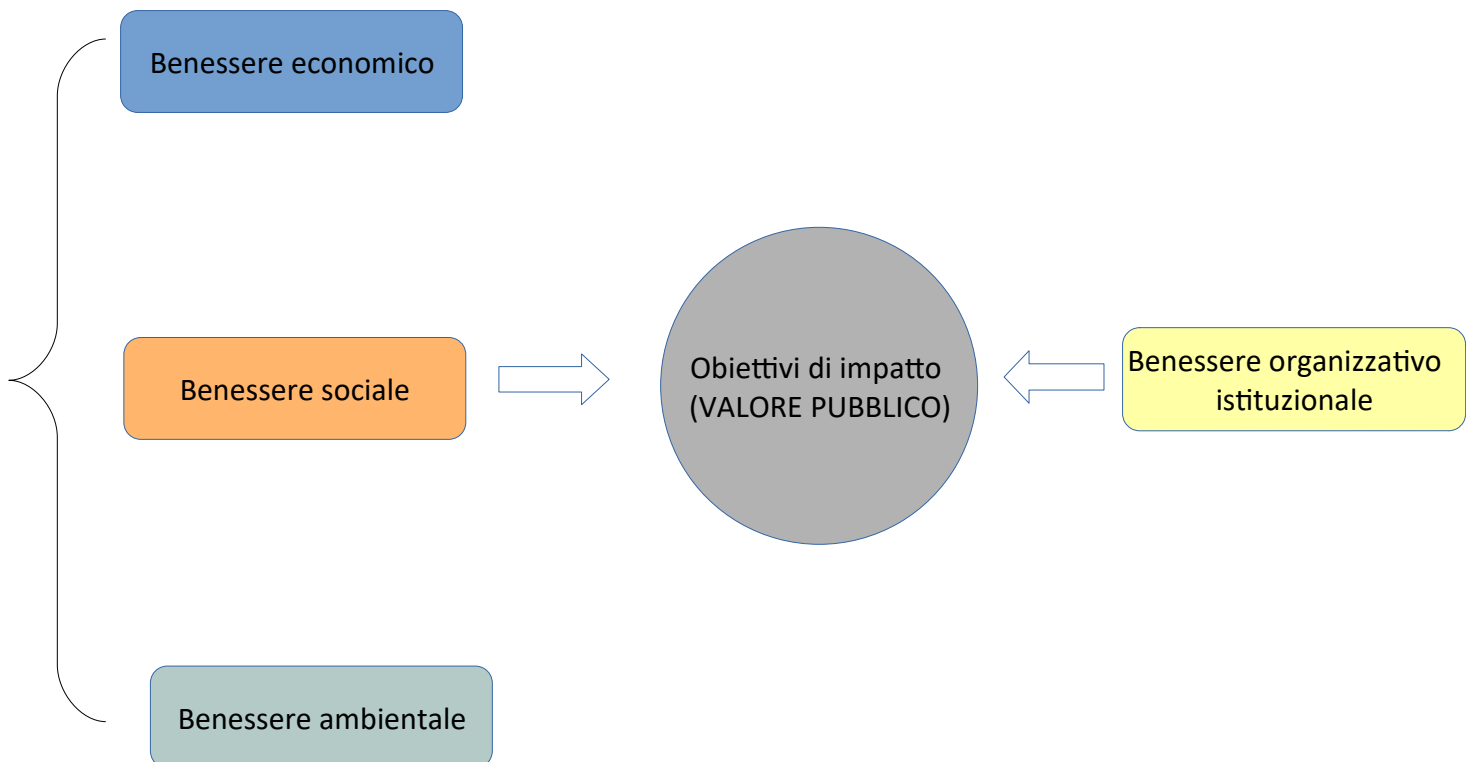 Benessere economico
Benessere sociale
Obiettivi di impatto
(VALORE PUBBLICO)
Benessere organizzativo
istituzionale
Benessere ambientale